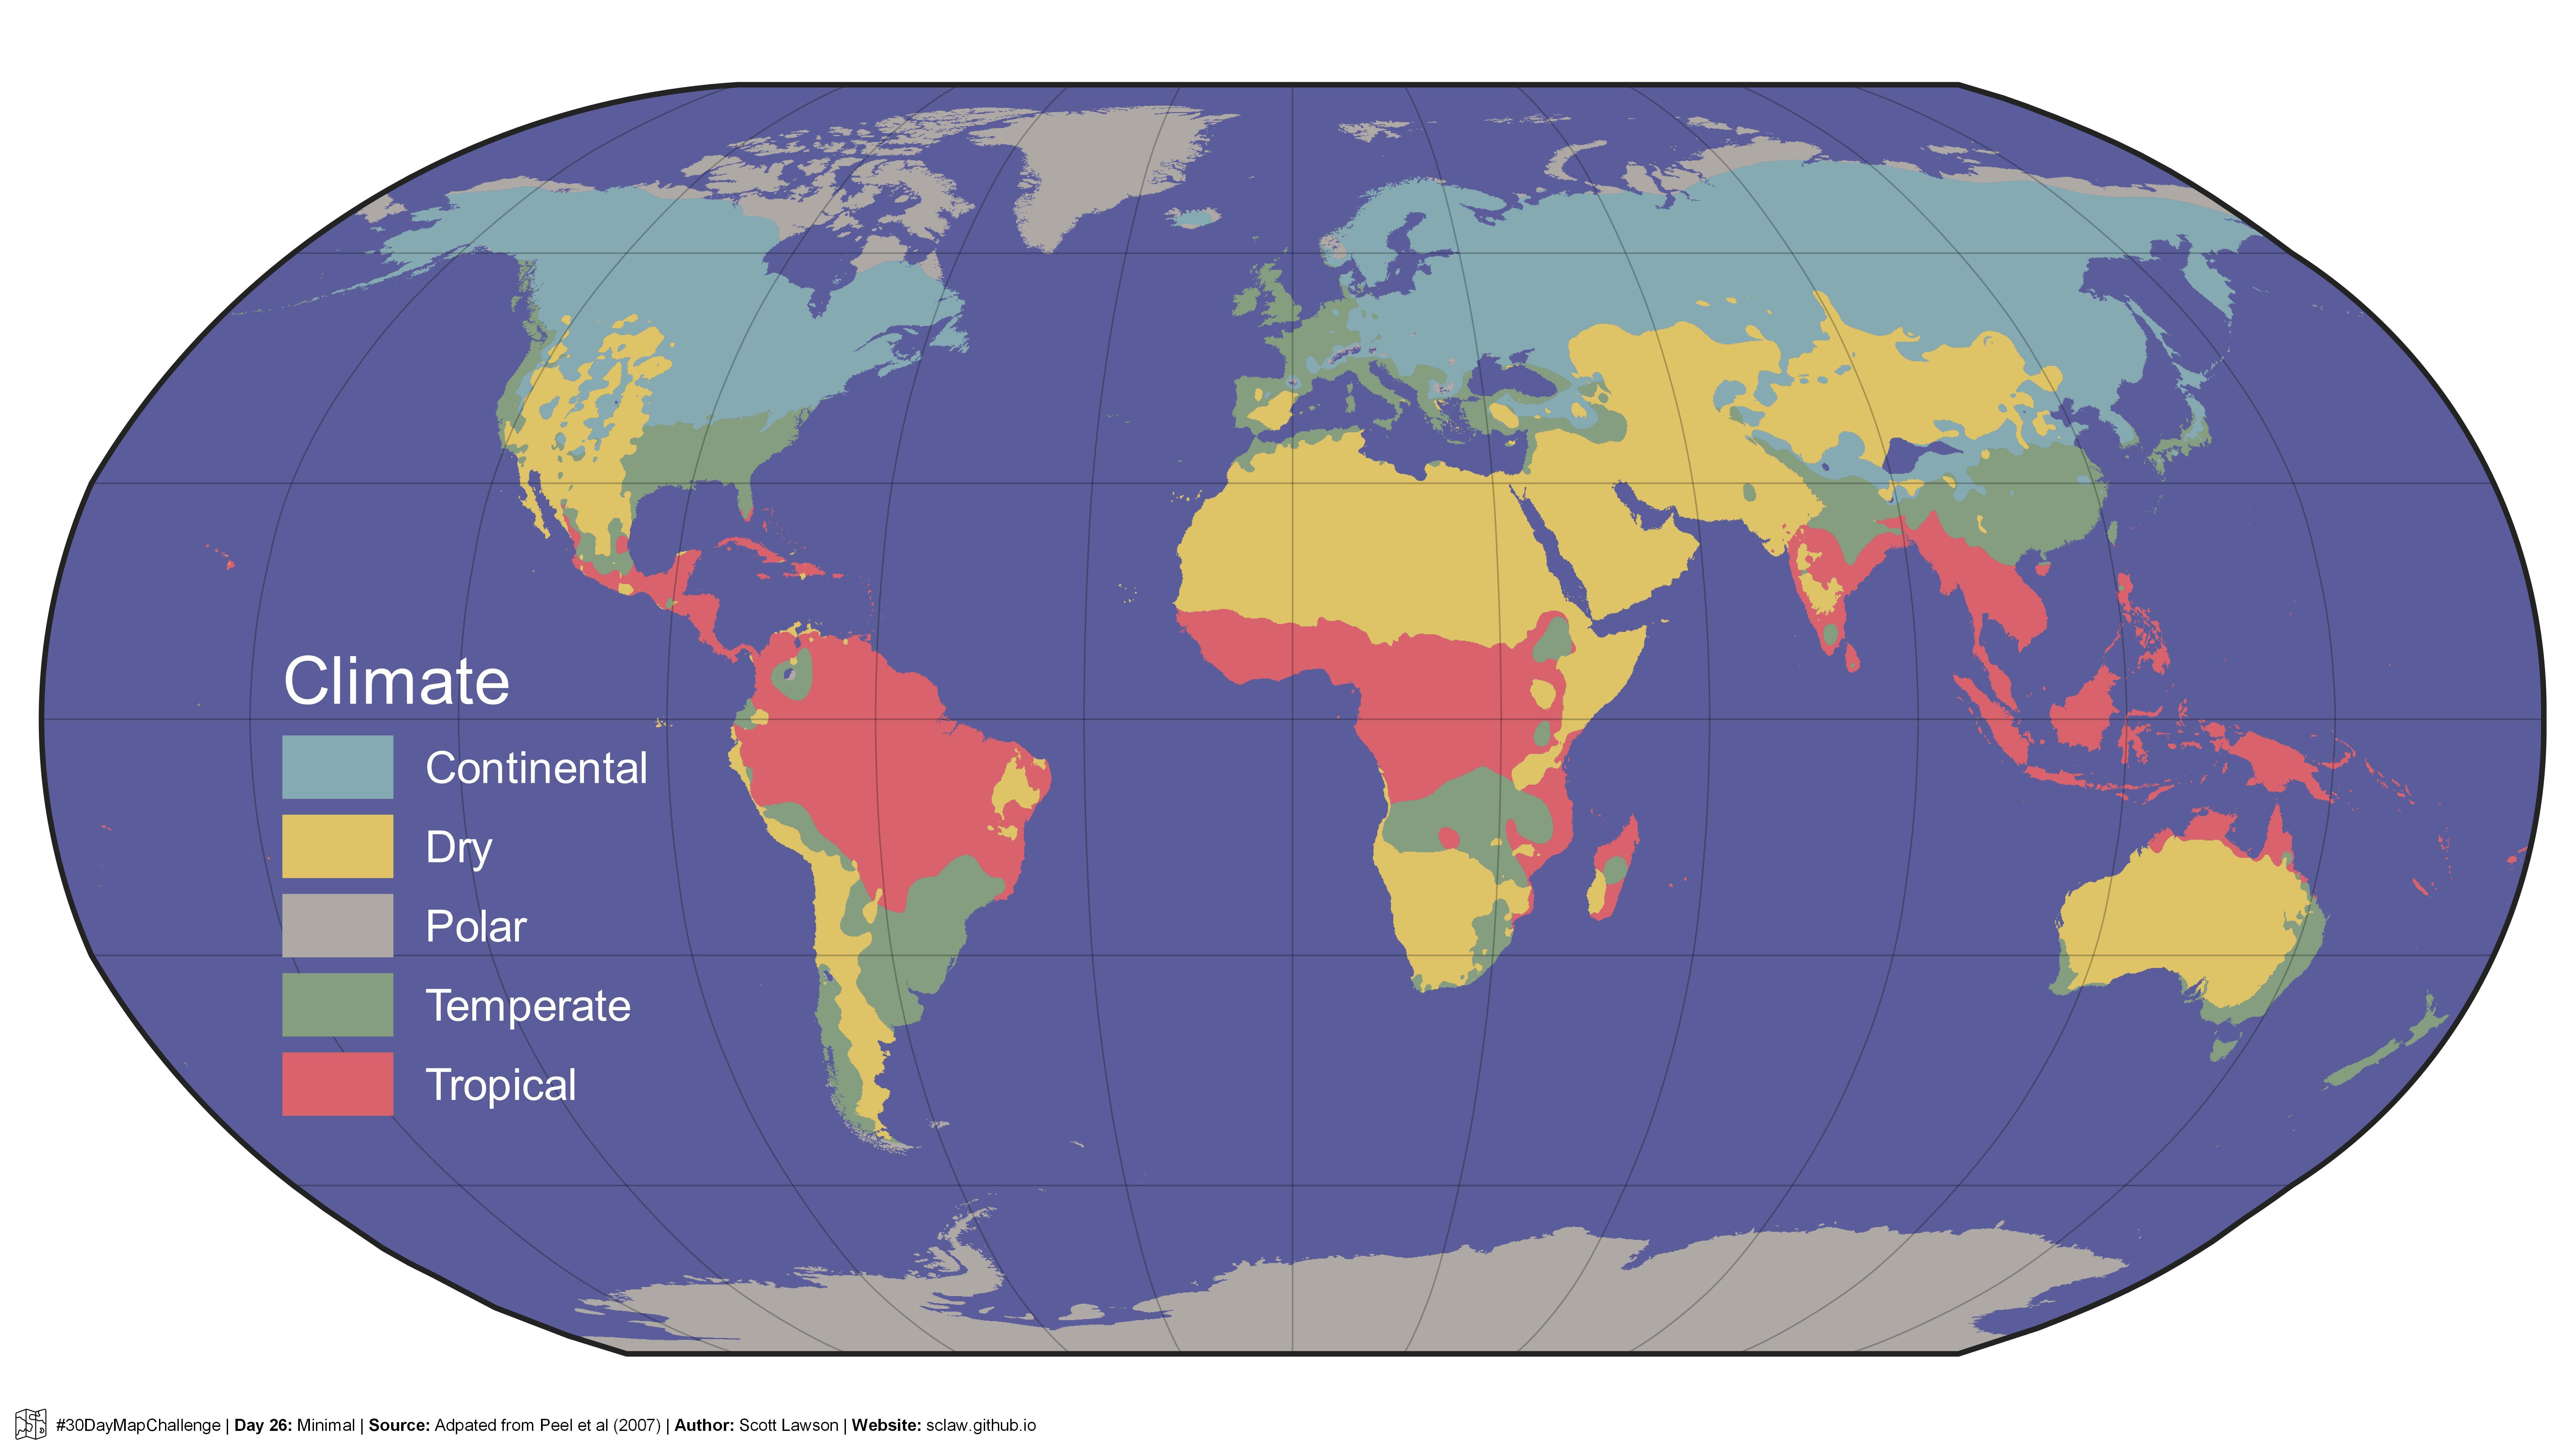 Climate
Continental
Dry
Polar
Temperate
Tropical
#30DayMapChallenge | Day 26: Minimal | Source: Adpated from Peel et al (2007) | Author: Scott Lawson | Website: sclaw.github.io